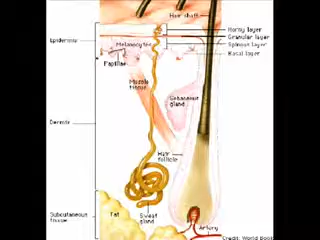 Hair shaft
Horny layer
Granular layer
Spinous layer
Basal layer
Epidermis
Melanocyte
Papillae
Muscle
tissue
Sebaceous
gland
Dermis
Hair
follicle
Subcutaneous
tissue
Fat
Sweat
gland
Artery
Credit: World Book